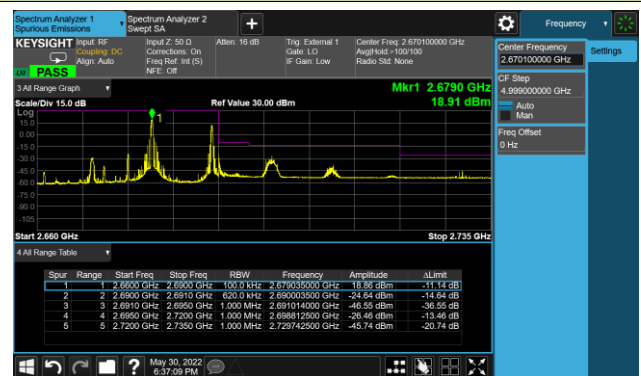 Spectrum Analyzer 1
Spurious Emissions
Spectrum Analyzer 2
Swept SA
+
Frequency
KEYSIGHT
Input: RF
Coupling: DC
Align: Auto
Input Z: 50 Ω
Corrections: On
Freq Ref: Int (S)
NFE: Off
Atten: 16 dB
Trig: External 1
Gate: LO
IF Gain: Low
Center Freq: 2.670100000 GHz
Avg|Hold:>100/100
Radio Std: None
LXI PASS
Center Frequency
2.670100000 GHz
Settings
CF Step
4.999000000 GHz
Auto
Man
Freq Offset
0 Hz
3 All Range Graph
Mkr1 2.6790 GHz
Scale/Div 15.0 dB
Ref Value 30.00 dBm
18.91 dBm
Log
15.0
0.00
-15.0
-30.0
-45.0
-60.0
-75.0
-90.0
-105
1
Start 2.660 GHz
Stop 2.735 GHz
4 All Range Table
Spur Range Start Freq Stop Freq RBW Frequency Amplitude ΔLimit
1 1 2.6600 GHz 2.6900 GHz 100.0 kHz 2.679035000 GHz 18.86 dBm -11.14 dB
2 2 2.6900 GHz 2.6910 GHz 620.0 kHz 2.690003500 GHz -24.64 dBm -14.64 dB
3 3 2.6910 GHz 2.6950 GHz 1.000 MHz 2.691014000 GHz -46.55 dBm -36.55 dB
4 4 2.6950 GHz 2.7200 GHz 1.000 MHz 2.698812500 GHz -26.46 dBm -13.46 dB
5 5 2.7200 GHz 2.7350 GHz 1.000 MHz 2.729742500 GHz -45.74 dBm -20.74 dB
?
May 30, 2022
6:37:09 PM